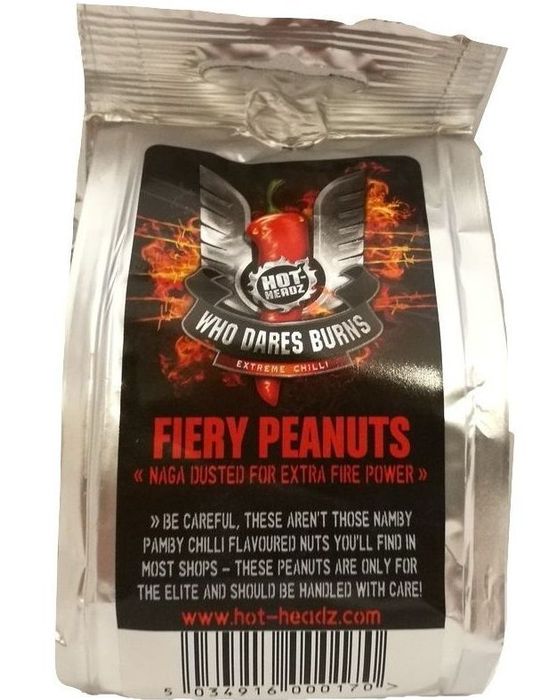 HOT-
HEADZ
WHO DARES BURNS
EXTREME CHILLI
FIERY PEANUTS
« NAGA DUSTED FOR EXTRA FIRE POWER »
» BE CAREFUL, THESE AREN'T THOSE NAMBY
PAMBY CHILLI FLAVOURED NUTS YOU'LL FIND IN
MOST SHOPS – THESE PEANUTS ARE ONLY FOR
THE ELITE AND SHOULD BE HANDLED WITH CARE!
www.hot-headz.com
5 034916 000170 >